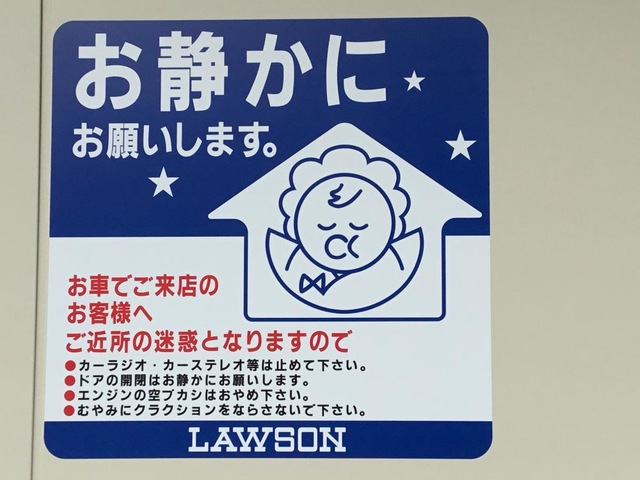 お静かに
お願いします。
お車でご来店の
お客様へ
ご近所の迷惑となりますので
●カーラジオ・カーステレオ等は止めて下さい。
●ドアの開閉はお静かにお願いします。
●エンジンの空ブカシはおやめ下さい。
●むやみにクラクションをならさないで下さい。
LAWSON